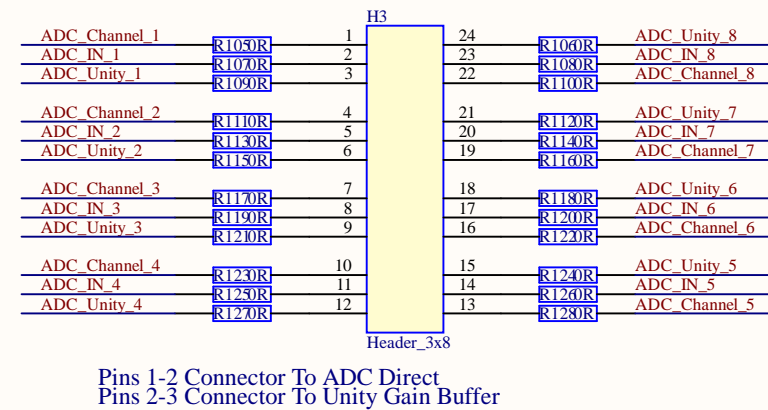 H3
ADC_Channel_1 R105 0R 1 24 R106 0R ADC_Unity_8
ADC_IN_1 R107 0R 2 23 R108 0R ADC_IN_8
ADC_Unity_1 R109 0R 3 22 R110 0R ADC_Channel_8
ADC_Channel_2 R111 0R 4 21 R112 0R ADC_Unity_7
ADC_IN_2 R113 0R 5 20 R114 0R ADC_IN_7
ADC_Unity_2 R115 0R 6 19 R116 0R ADC_Channel_7
ADC_Channel_3 R117 0R 7 18 R118 0R ADC_Unity_6
ADC_IN_3 R119 0R 8 17 R120 0R ADC_IN_6
ADC_Unity_3 R121 0R 9 16 R122 0R ADC_Channel_6
ADC_Channel_4 R123 0R 10 15 R124 0R ADC_Unity_5
ADC_IN_4 R125 0R 11 14 R126 0R ADC_IN_5
ADC_Unity_4 R127 0R 12 13 R128 0R ADC_Channel_5
Header_3x8
Pins 1-2 Connector To ADC Direct
Pins 2-3 Connector To Unity Gain Buffer